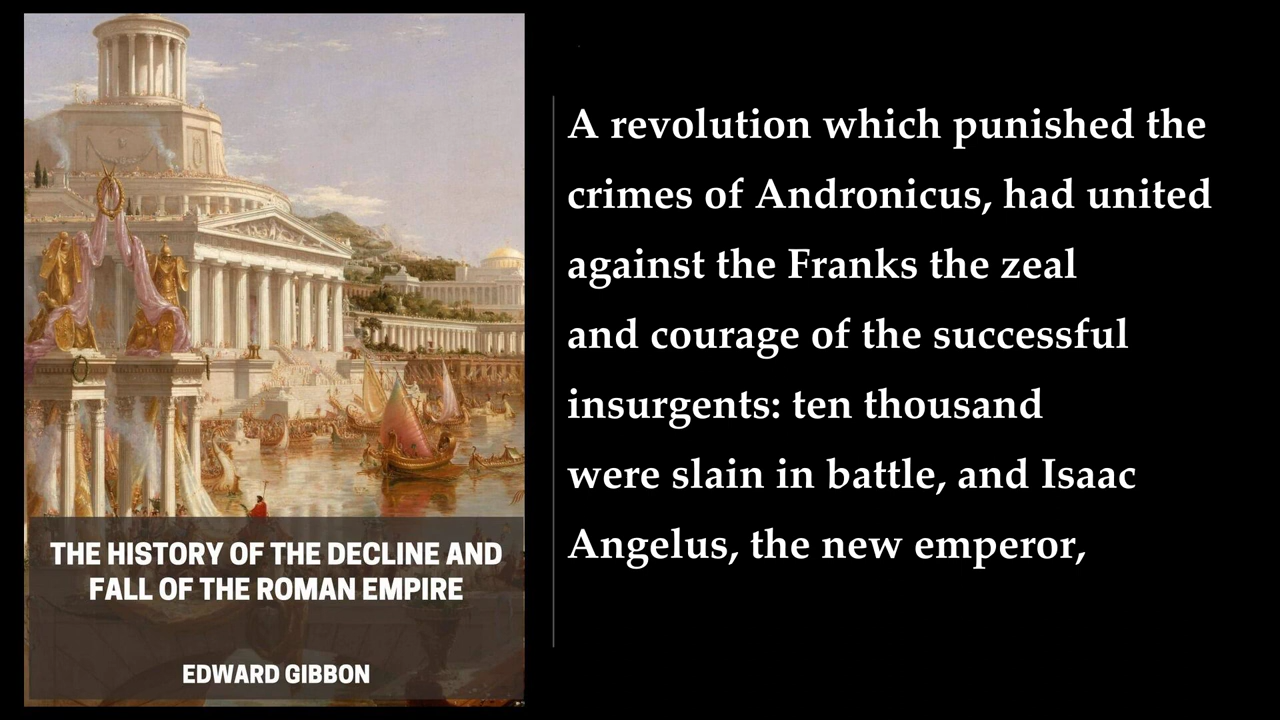 THE HISTORY OF THE DECLINE AND
FALL OF THE ROMAN EMPIRE
EDWARD GIBBON
A revolution which punished the
crimes of Andronicus, had united
against the Franks the zeal
and courage of the successful
insurgents: ten thousand
were slain in battle, and Isaac
Angelus, the new emperor,